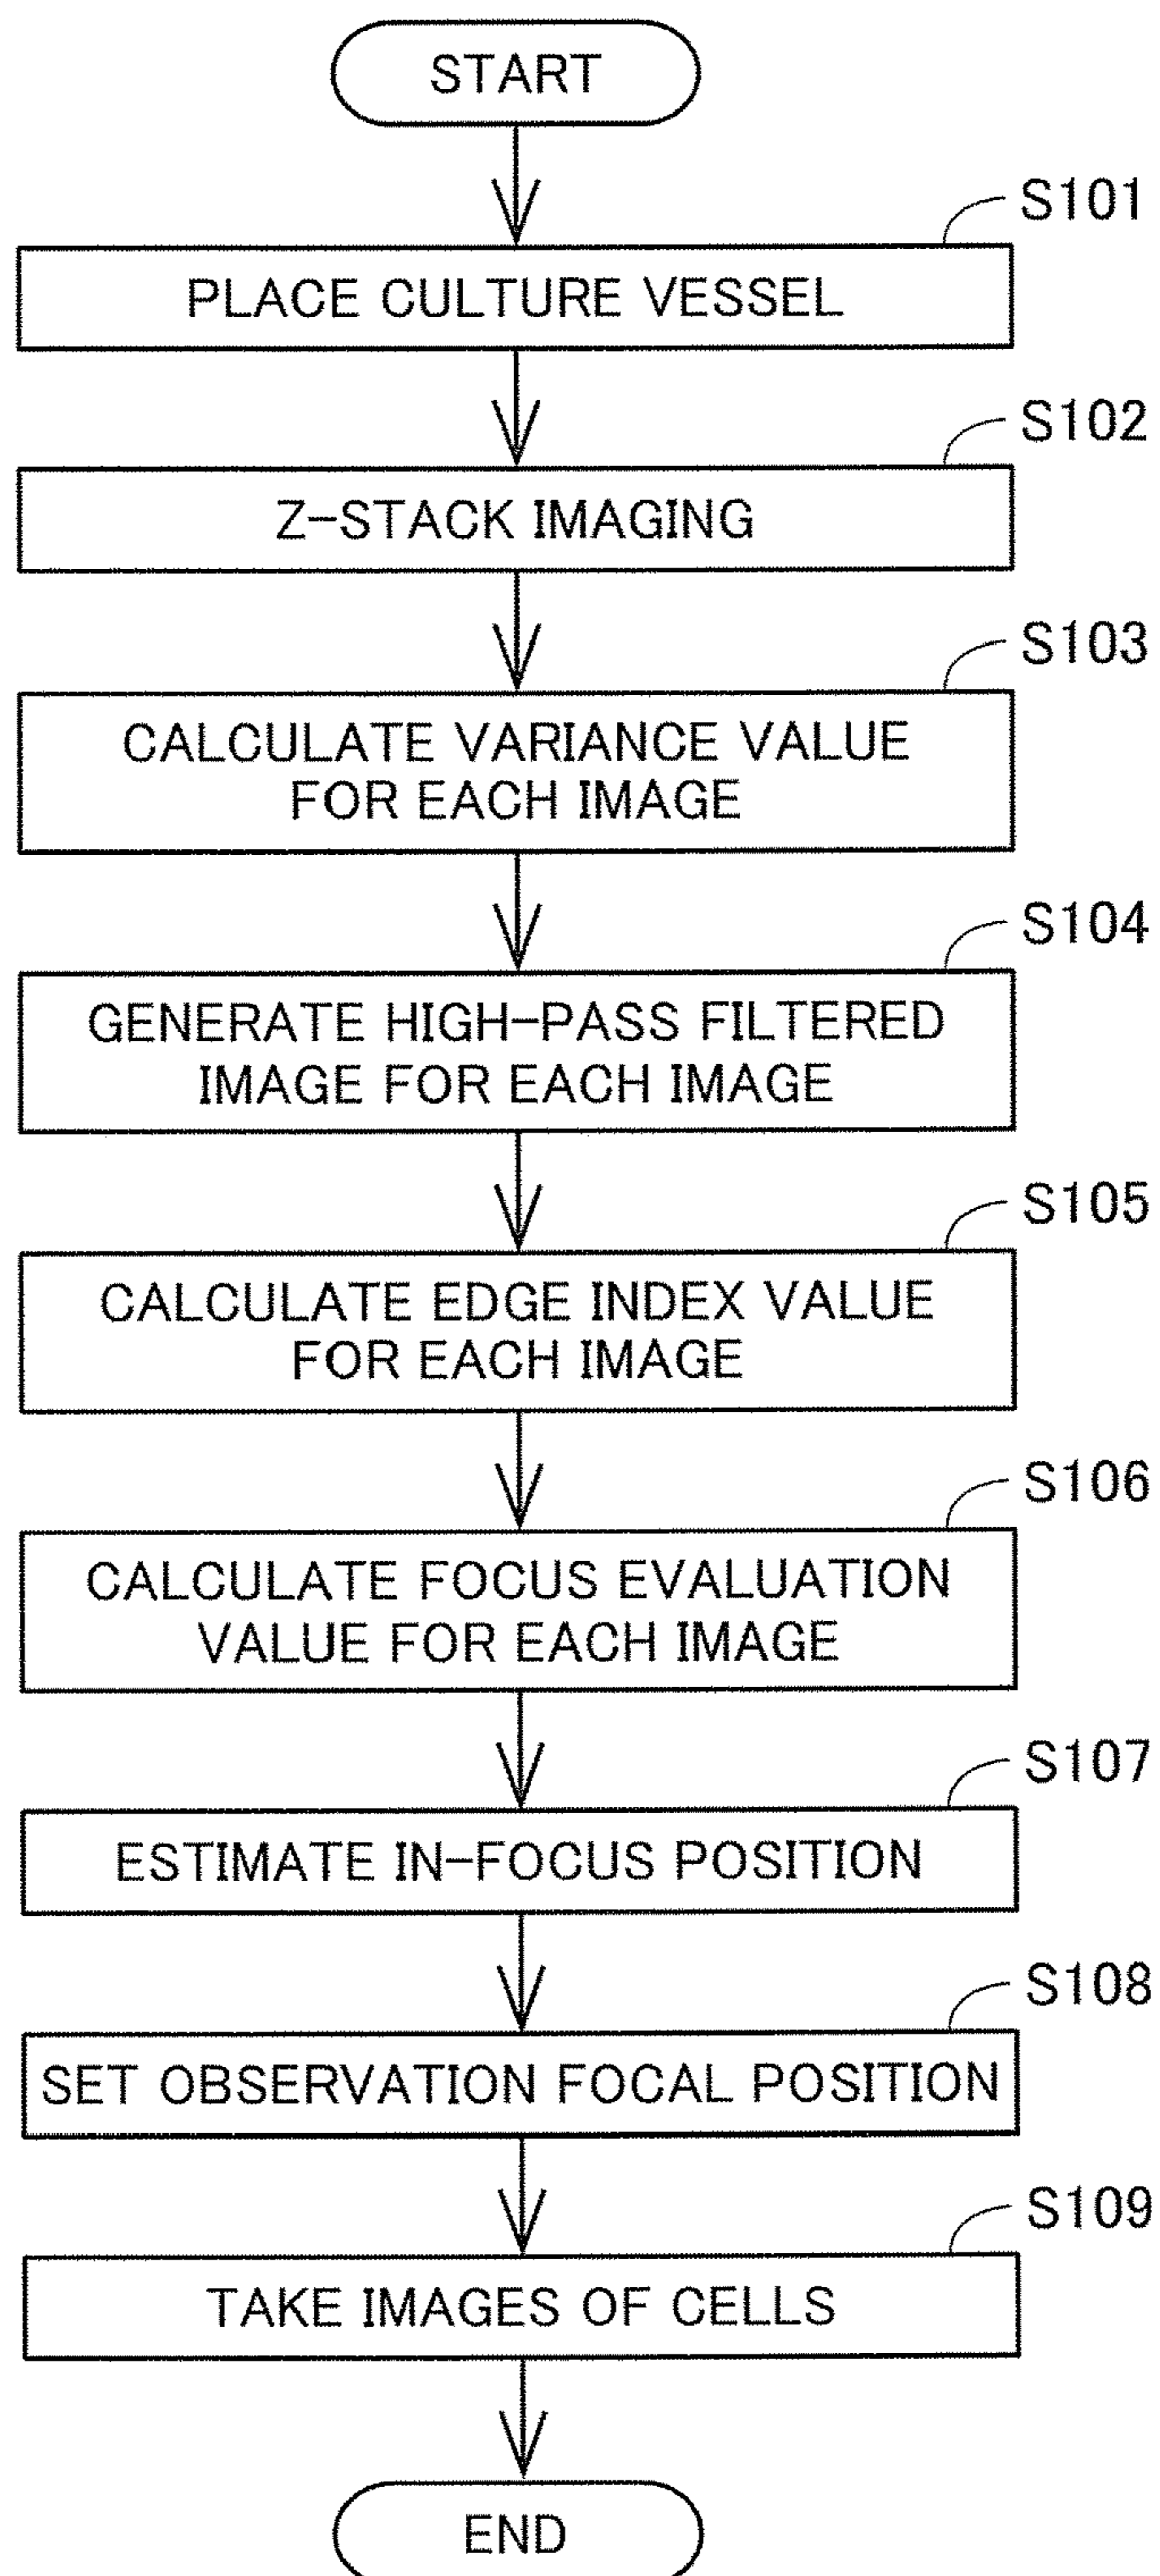 START
S101
PLACE CULTURE VESSEL
S102
Z-STACK IMAGING
S103
CALCULATE VARIANCE VALUE
FOR EACH IMAGE
S104
GENERATE HIGH-PASS FILTERED
IMAGE FOR EACH IMAGE
S105
CALCULATE EDGE INDEX VALUE
FOR EACH IMAGE
S106
CALCULATE FOCUS EVALUATION
VALUE FOR EACH IMAGE
S107
ESTIMATE IN-FOCUS POSITION
S108
SET OBSERVATION FOCAL POSITION
S109
TAKE IMAGES OF CELLS
END